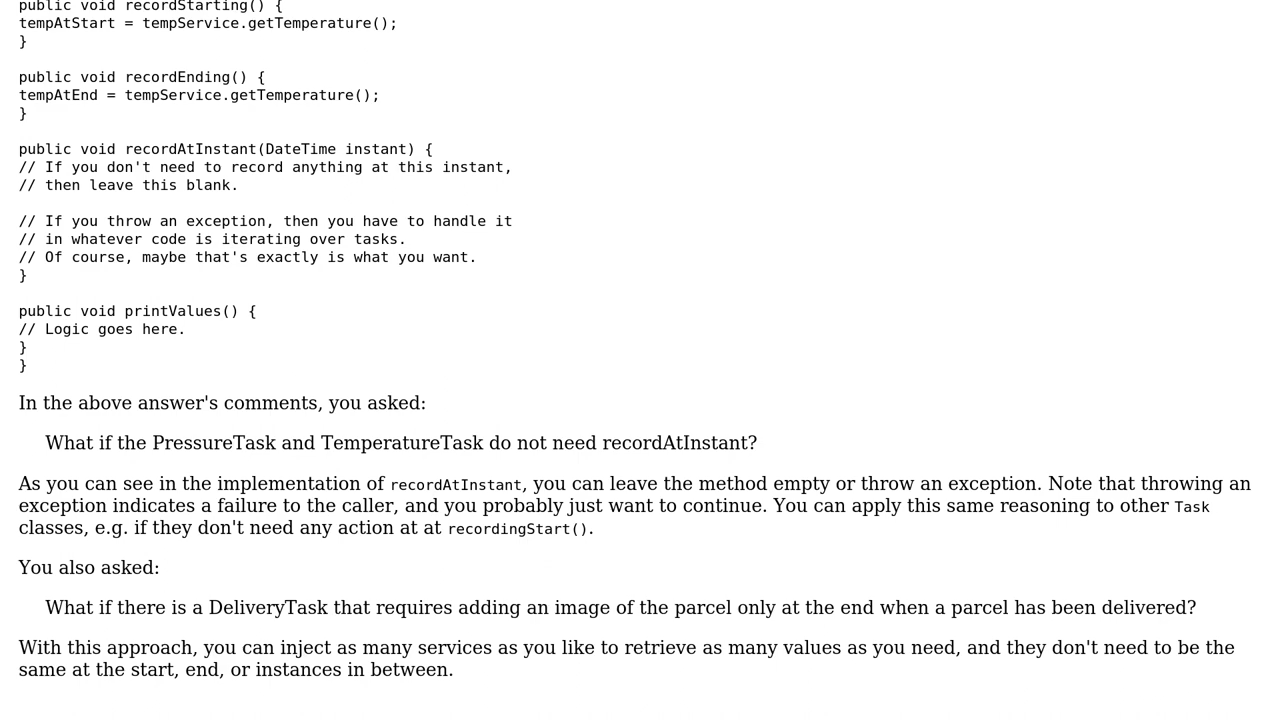 public void recordStarting() {
tempAtStart = tempService.getTemperature();
}
public void recordEnding() {
tempAtEnd = tempService.getTemperature();
}
public void recordAtInstant(DateTime instant) {
// If you don't need to record anything at this instant,
// then leave this blank.
// If you throw an exception, then you have to handle it
// in whatever code is iterating over tasks.
// Of course, maybe that's exactly is what you want.
}
public void printValues() {
// Logic goes here.
}
}
In the above answer's comments, you asked:
What if the PressureTask and TemperatureTask do not need recordAtInstant?
As you can see in the implementation of recordAtInstant, you can leave the method empty or throw an exception. Note that throwing an
exception indicates a failure to the caller, and you probably just want to continue. You can apply this same reasoning to other Task
classes, e.g. if they don't need any action at at recordingStart().
You also asked:
What if there is a DeliveryTask that requires adding an image of the parcel only at the end when a parcel has been delivered?
With this approach, you can inject as many services as you like to retrieve as many values as you need, and they don't need to be the
same at the start, end, or instances in between.